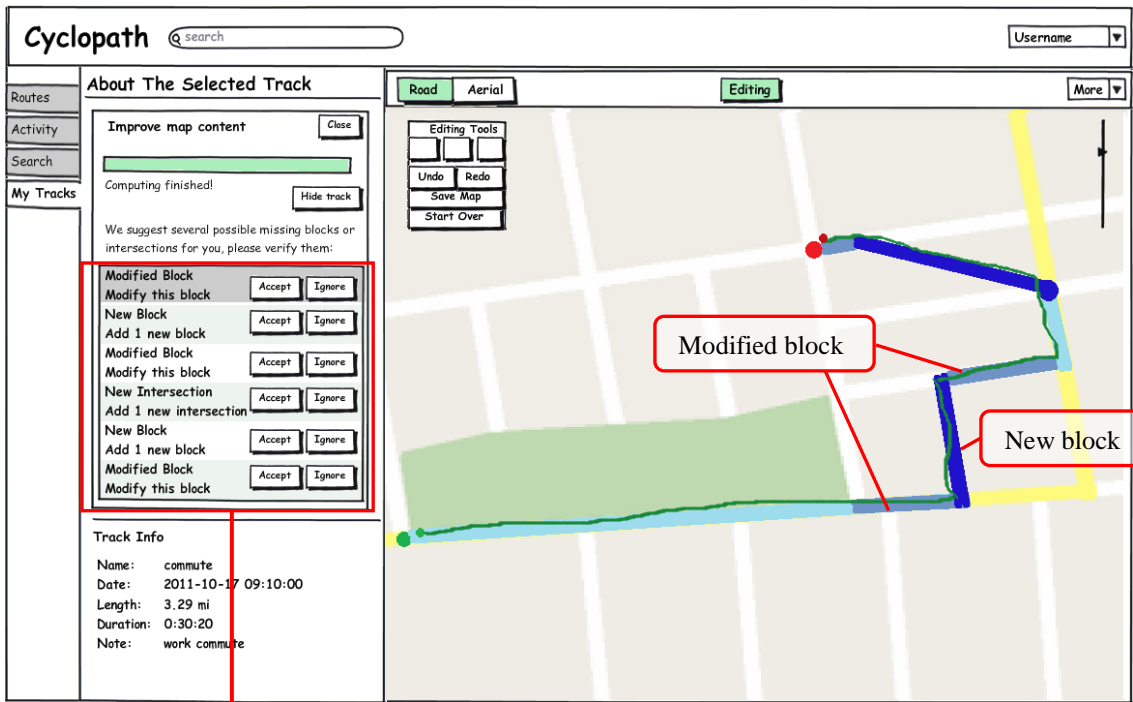 Cyclopath
search
Username
Routes
Activity
Search
My Tracks
About The Selected Track
Improve map content
Close
Computing finished!
Hide track
We suggest several possible missing blocks or
intersections for you, please verify them:
Modified Block
Modify this block
Accept Ignore
New Block
Add 1 new block
Accept Ignore
Modified Block
Modify this block
Accept Ignore
New Intersection
Add 1 new intersection
Accept Ignore
New Block
Add 1 new block
Accept Ignore
Modified Block
Modify this block
Accept Ignore
Track Info
Name: commute
Date: 2011-10-17 09:10:00
Length: 3.29 mi
Duration: 0:30:20
Note: work commute
Road Aerial
Editing
More
Editing Tools
Undo Redo
Save Map
Start Over
Modified block
New block